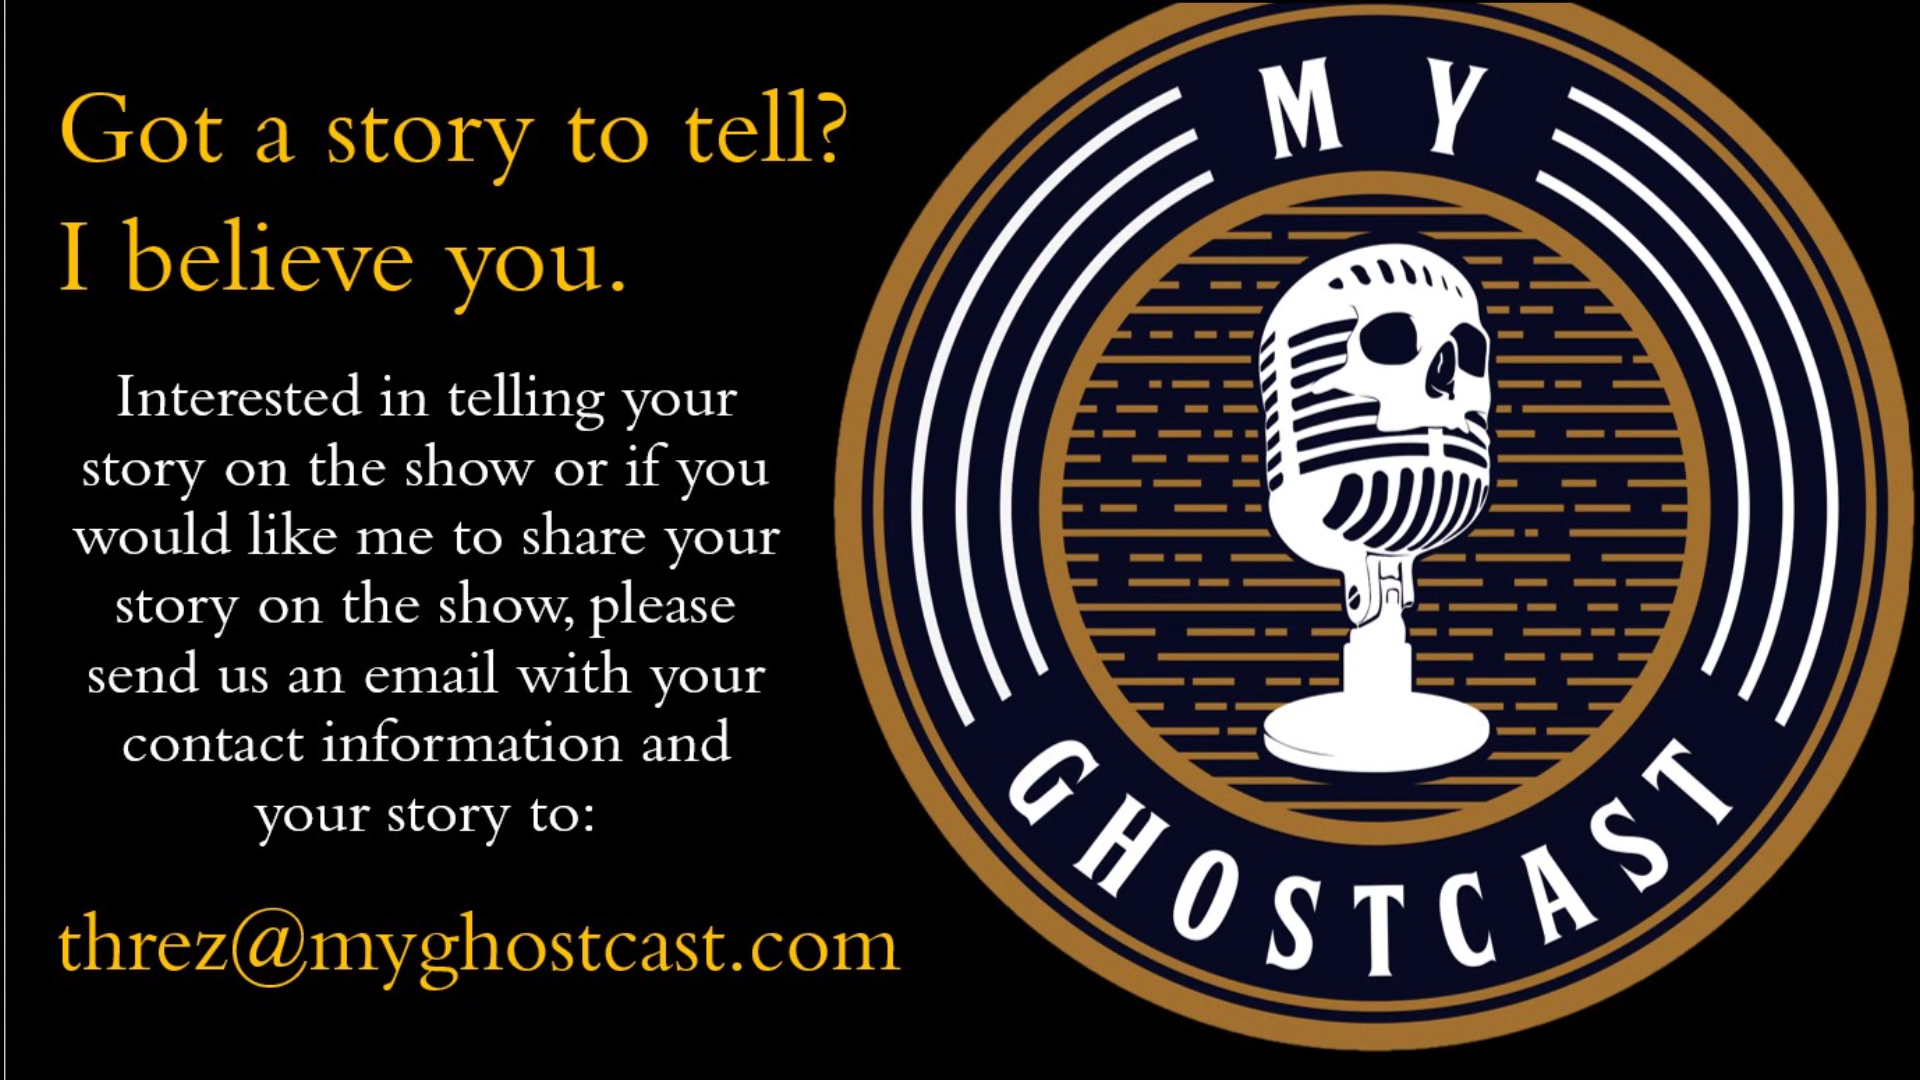 Got a story to tell?
I believe you.
Interested in telling your
story on the show or if you
would like me to share your
story on the show, please
send us an email with your
contact information and
your story to:
threz@myghostcast.com
MY
GHOSTCAST